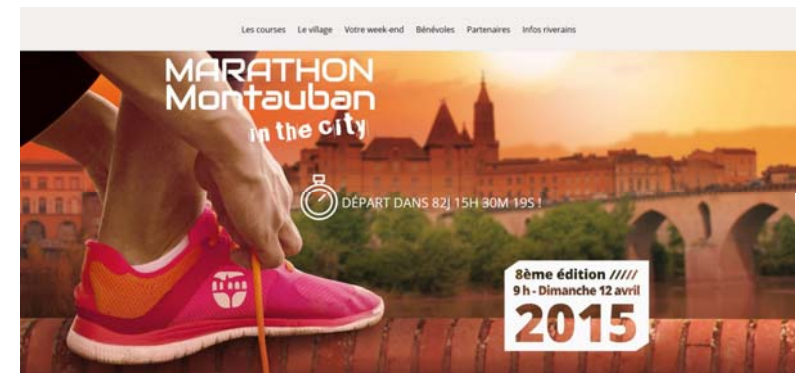 Les courses Le village Votre week-end Bénévoles Partenaires Infos riverains
MARATHON
Montauban
in the city
DÉPART DANS 82J 15H 30M 19S !
8ème édition /////
9 h - Dimanche 12 avril
2015